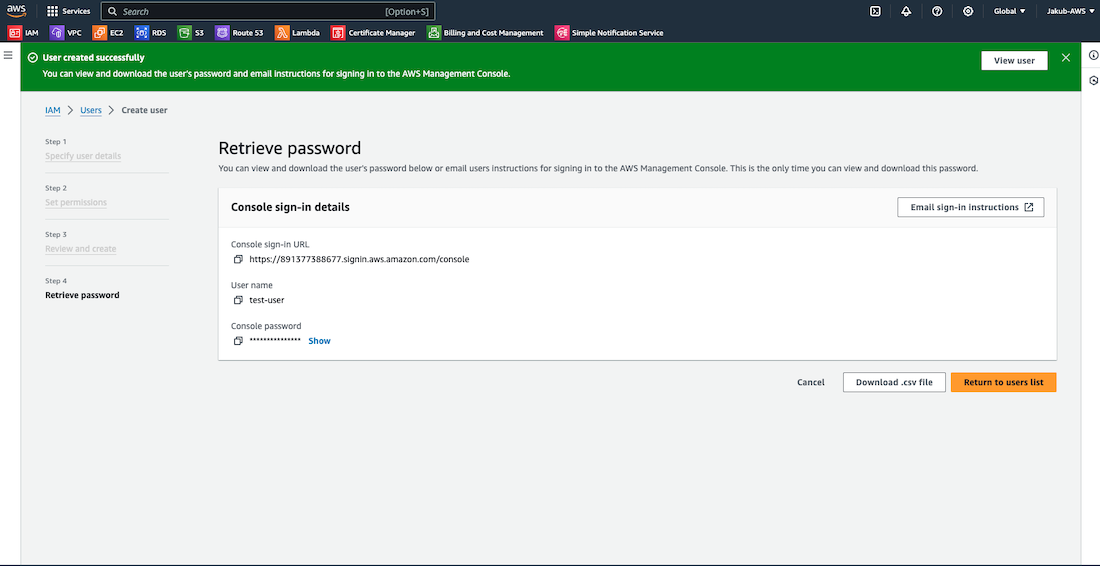 aws
Services
Search
[Option+S]
Global
Jakub-AWS
IAM
VPC
EC2
RDS
S3
Route 53
Lambda
Certificate Manager
Billing and Cost Management
Simple Notification Service
User created successfully
You can view and download the user's password and email instructions for signing in to the AWS Management Console.
View user
IAM > Users > Create user
Step 1
Specify user details
Step 2
Set permissions
Step 3
Review and create
Step 4
Retrieve password
Retrieve password
You can view and download the user's password below or email users instructions for signing in to the AWS Management Console. This is the only time you can view and download this password.
Console sign-in details
Email sign-in instructions
Console sign-in URL
https://891377388677.signin.aws.amazon.com/console
User name
test-user
Console password
*************** Show
Cancel
Download .csv file
Return to users list